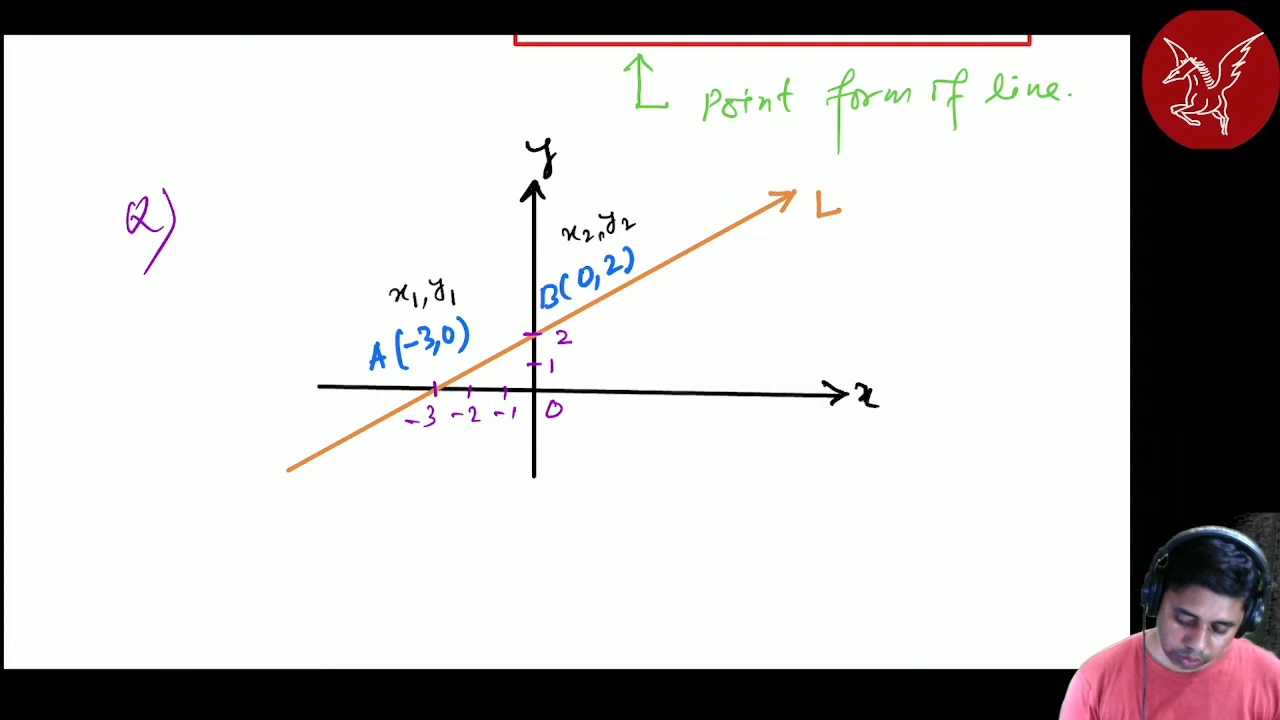 point form of line.
y
Q)
L
x2,y2
B(0,2)
x1,y1
A(-3,0)
2
1
x
-3 -2 -1 0